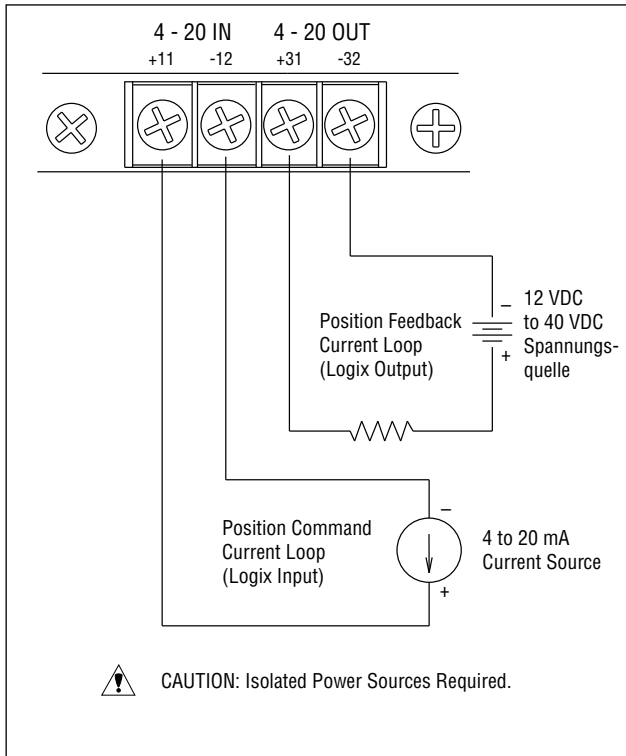 4 - 20 IN 4 - 20 OUT
+11 -12 +31 -32
Position Feedback
Current Loop
(Logix Output)
–
+
12 VDC
to 40 VDC
Spannungs-
quelle
Position Command
Current Loop
(Logix Input)
–
+
4 to 20 mA
Current Source
CAUTION: Isolated Power Sources Required.